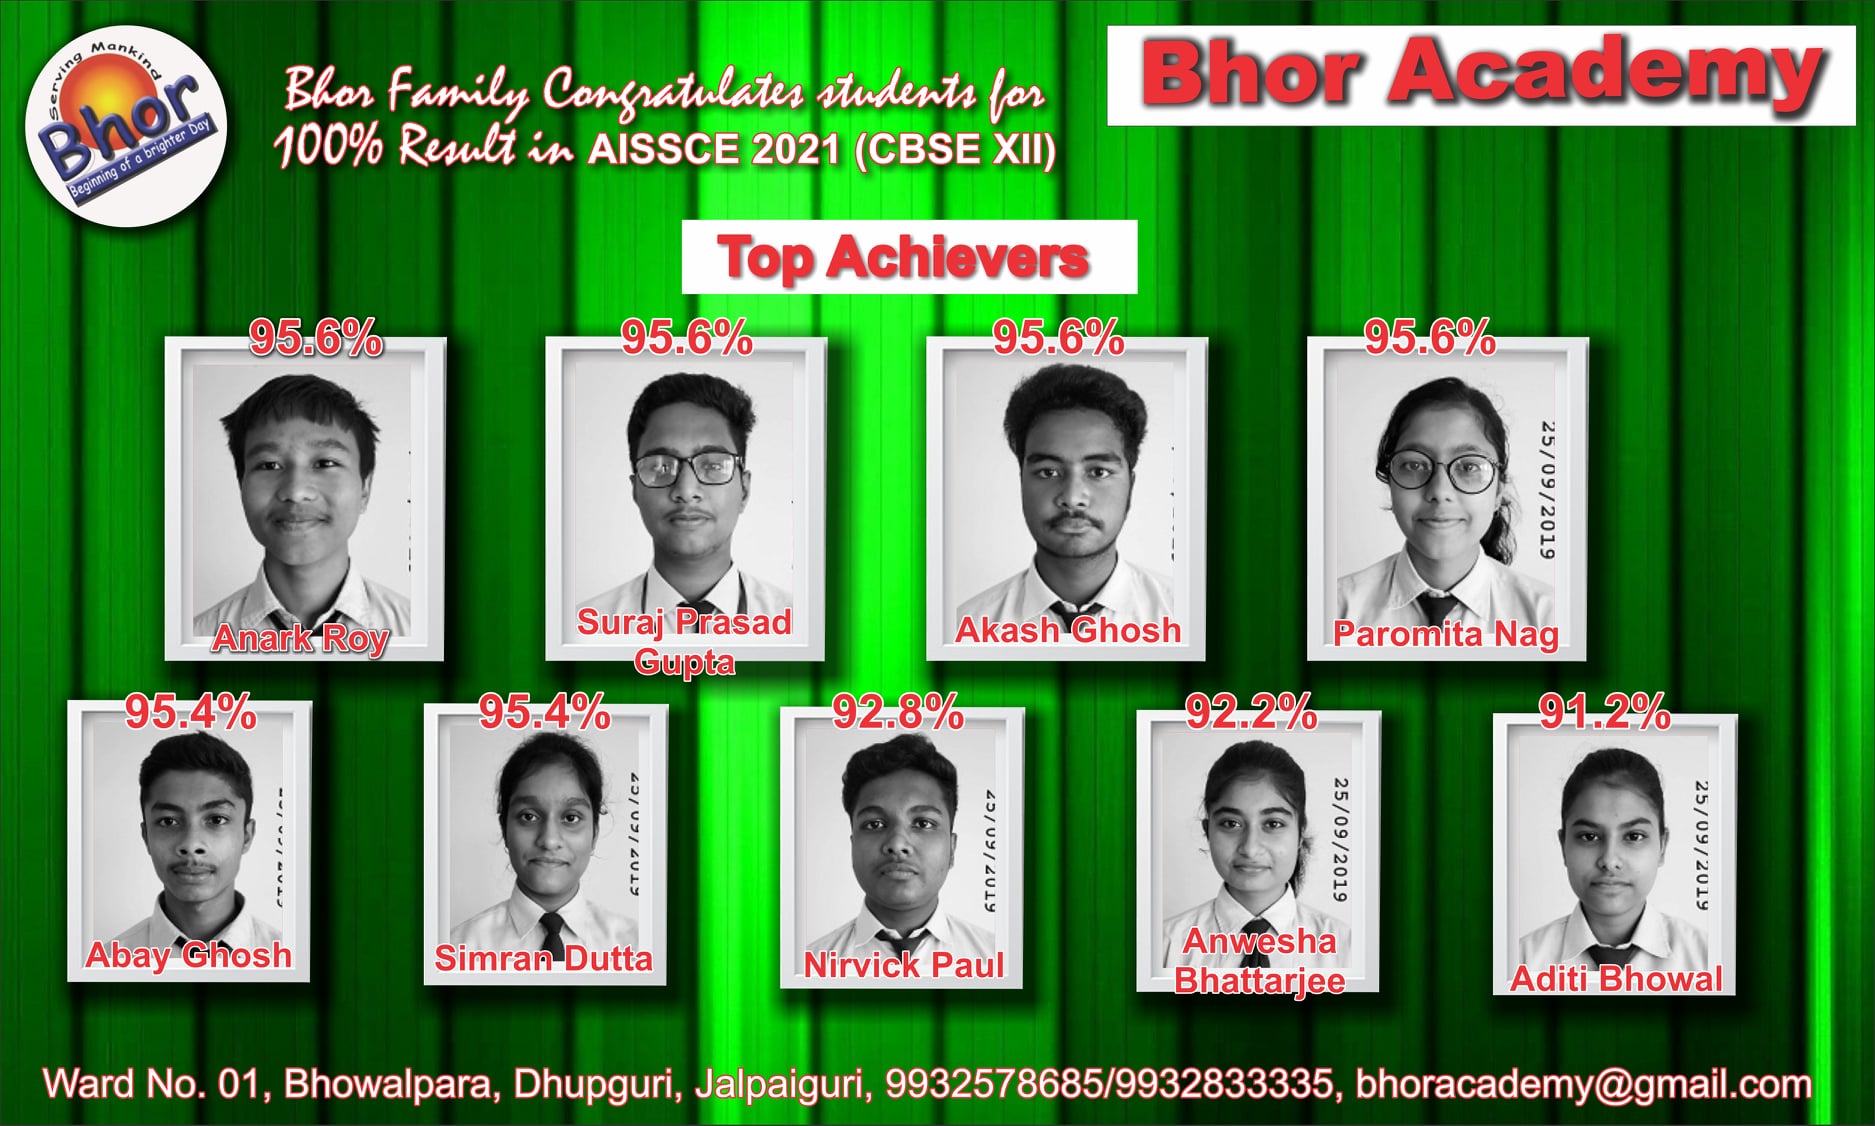 Serving Mankind
Bhor
Beginning of a brighter Day
Bhor Family Congratulates students for
100% Result in AISSCE 2021 (CBSE XII)
Bhor Academy
Top Achievers
95.6%
95.6%
95.6%
95.6%
25/09/2019
Anark Roy
Suraj Prasad
Gupta
Akash Ghosh
Paromita Nag
95.4%
95.4%
92.8%
92.2%
91.2%
25/09/2019
25/09/2019
25/09/2019
25/09/2019
Abay Ghosh
Simran Dutta
Nirvick Paul
Anwesha
Bhattarjee
Aditi Bhowal
Ward No. 01, Bhowalpara, Dhupguri, Jalpaiguri, 9932578685/9932833335, bhoracademy@gmail.com